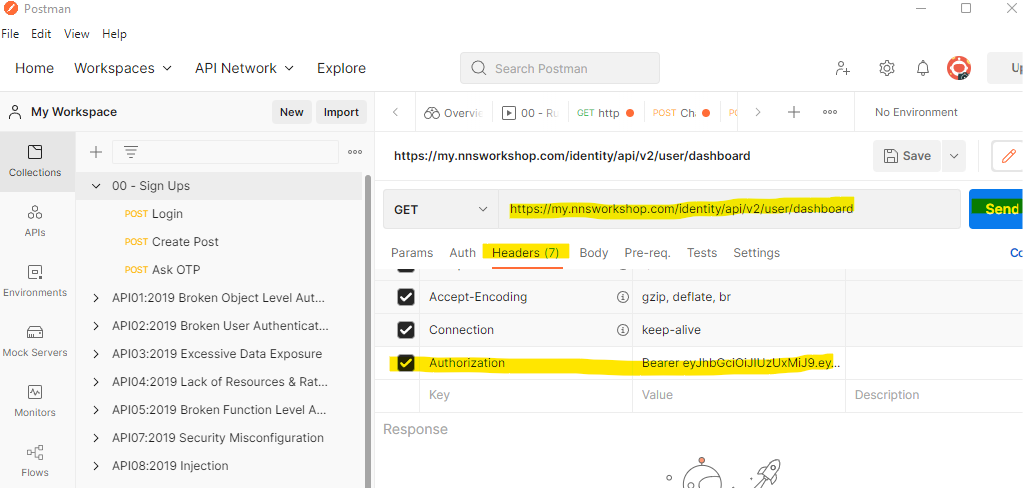 Postman
File Edit View Help
Home Workspaces API Network Explore Search Postman Up
My Workspace New Import Overvie 00 - Ru GET http POST Ch PC No Environment
Collections
APIs
Environments
Mock Servers
Monitors
Flows
00 - Sign Ups
POST Login
POST Create Post
POST Ask OTP
API01:2019 Broken Object Level Aut...
API02:2019 Broken User Authenticat...
API03:2019 Excessive Data Exposure
API04:2019 Lack of Resources & Rat...
API05:2019 Broken Function Level A...
API07:2019 Security Misconfiguration
API08:2019 Injection
https://my.nnsworkshop.com/identity/api/v2/user/dashboard Save
GET https://my.nnsworkshop.com/identity/api/v2/user/dashboard Send
Params Auth Headers (7) Body Pre-req. Tests Settings Co
Accept-Encoding gzip, deflate, br
Connection keep-alive
Authorization Bearer eyJhbGciOiJIUzUxMiJ9.ey...
Key Value Description
Response